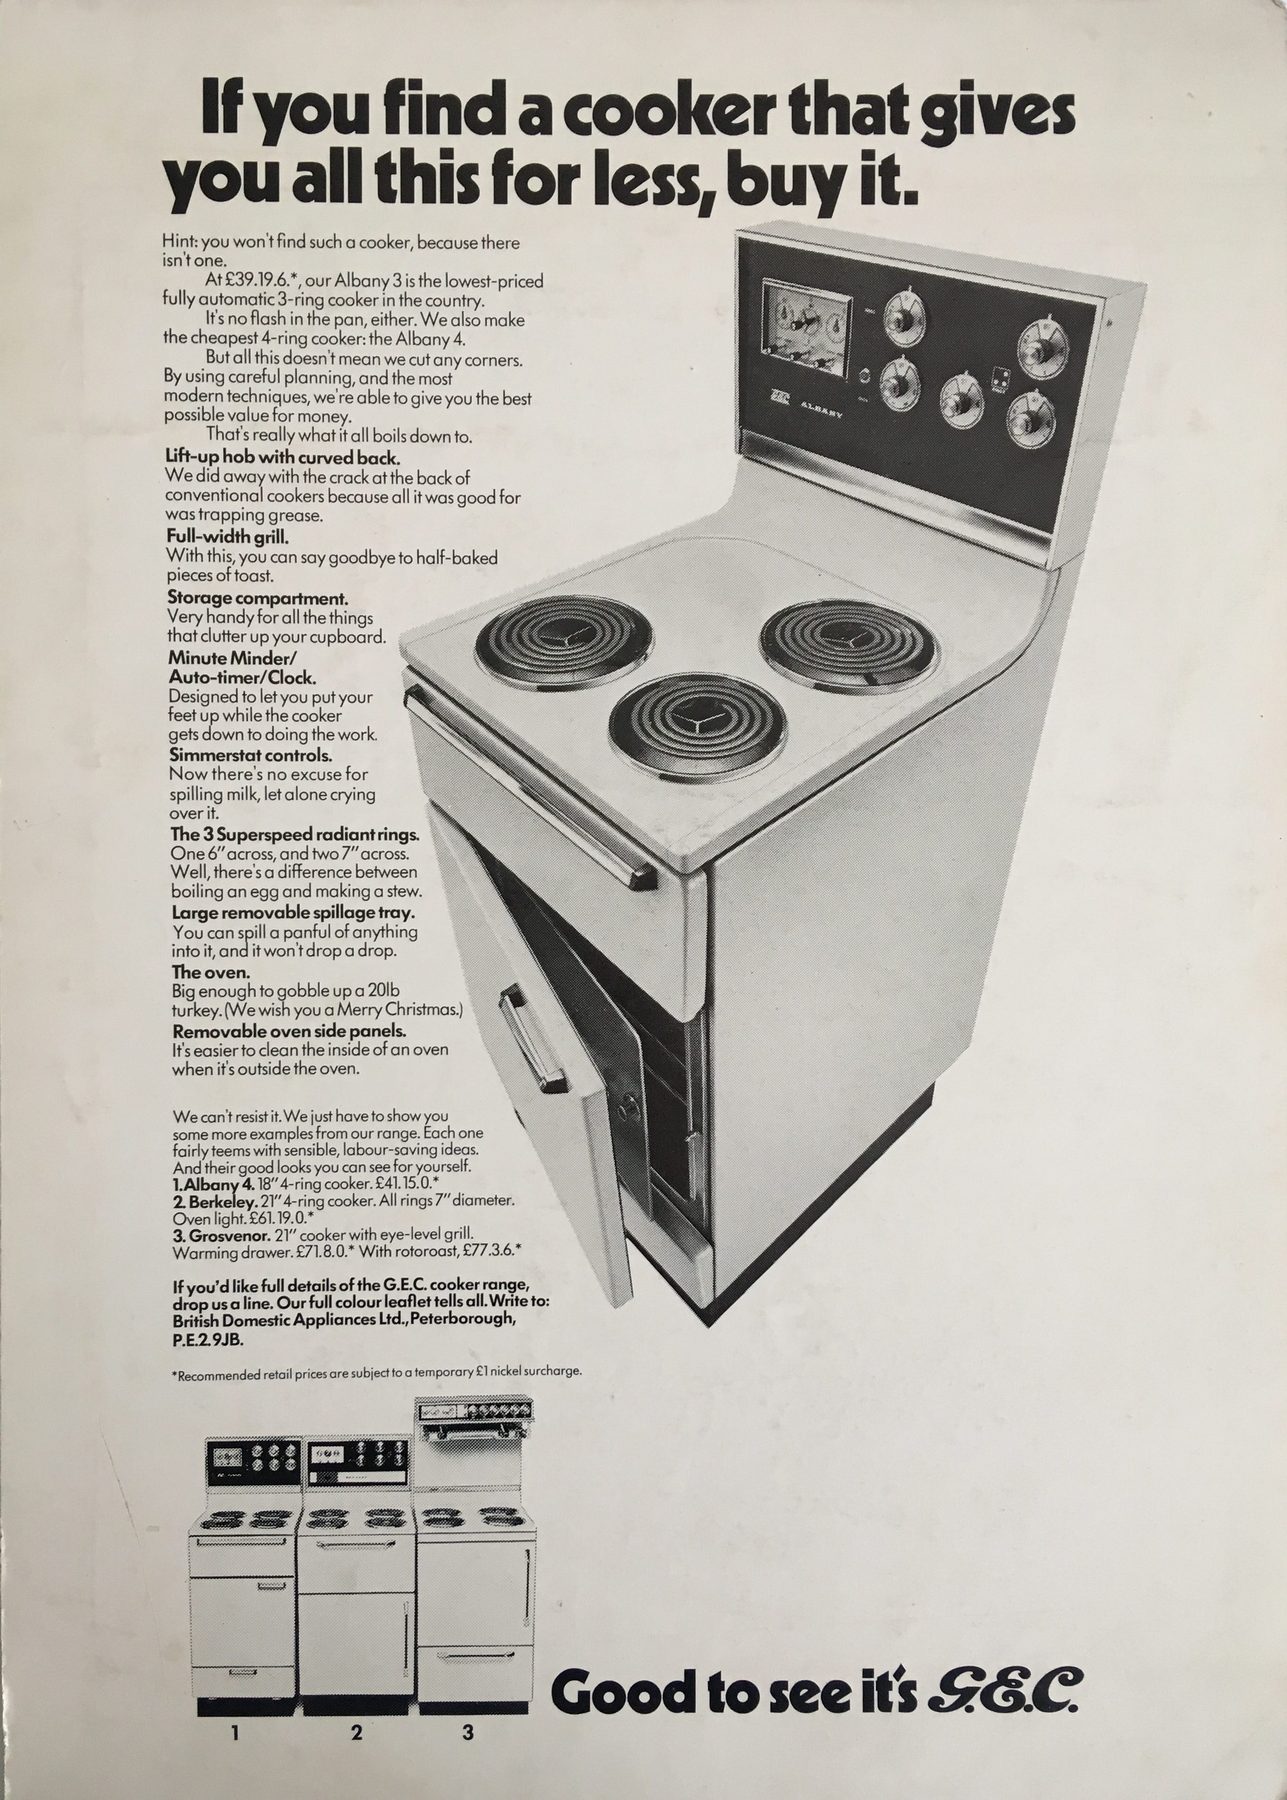 If you find a cooker that gives
you all this for less, buy it.
Hint: you won't find such a cooker, because there
isn't one.
At £39.19.6.*, our Albany 3 is the lowest-priced
fully automatic 3-ring cooker in the country.
It's no flash in the pan, either. We also make
the cheapest 4-ring cooker: the Albany 4.
But all this doesn't mean we cut any corners.
By using careful planning, and the most
modern techniques, we're able to give you the best
possible value for money.
That's really what it all boils down to.
Lift-up hob with curved back.
We did away with the crack at the back of
conventional cookers because all it was good for
was trapping grease.
Full-width grill.
With this, you can say goodbye to half-baked
pieces of toast.
Storage compartment.
Very handy for all the things
that clutter up your cupboard.
Minute Minder/
Auto-timer/Clock.
Designed to let you put your
feet up while the cooker
gets down to doing the work.
Simmerstat controls.
Now there's no excuse for
spilling milk, let alone crying
over it.
The 3 Superspeed radiant rings.
One 6" across, and two 7" across.
Well, there's a difference between
boiling an egg and making a stew.
Large removable spillage tray.
You can spill a panful of anything
into it, and it won't drop a drop.
The oven.
Big enough to gobble up a 20lb
turkey. (We wish you a Merry Christmas.)
Removable oven side panels.
It's easier to clean the inside of an oven
when it's outside the oven.
We can't resist it. We just have to show you
some more examples from our range. Each one
fairly teems with sensible, labour-saving ideas.
And their good looks you can see for yourself.
1. Albany 4. 18" 4-ring cooker. £41.15.0.*
2. Berkeley. 21" 4-ring cooker. All rings 7" diameter.
Oven light. £61.19.0.*
3. Grosvenor. 21" cooker with eye-level grill.
Warming drawer. £71.8.0.* With rotoroast, £77.3.6.*
If you'd like full details of the G.E.C. cooker range,
drop us a line. Our full colour leaflet tells all. Write to:
British Domestic Appliances Ltd., Peterborough,
P.E.2. 9JB.
*Recommended retail prices are subject to a temporary £1 nickel surcharge.
GEC ALBANY
1 2 3
Good to see it's G.E.C.